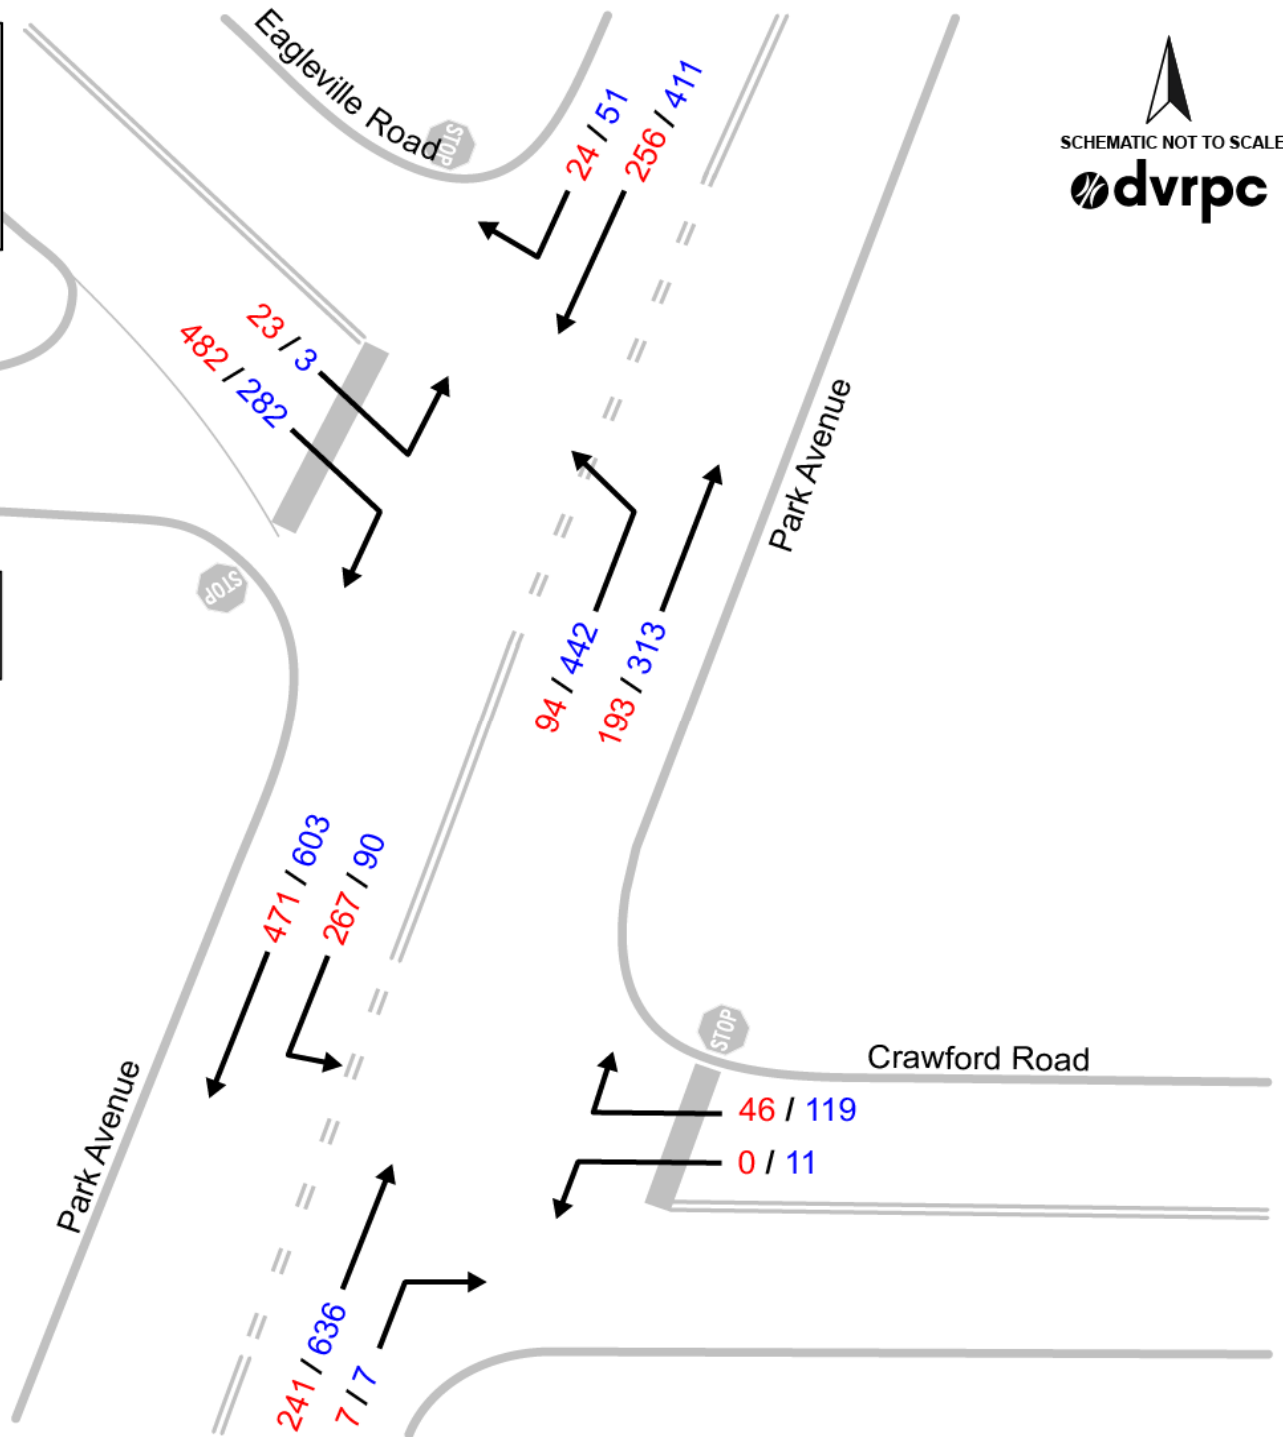 Eagleville Road
STOP
24 / 51
256 / 411
SCHEMATIC NOT TO SCALE
dvrpc
23 / 3
482 / 282
Park Avenue
STOP
94 / 442
193 / 313
471 / 603
267 / 90
STOP
Crawford Road
46 / 119
0 / 11
Park Avenue
241 / 636
7 / 7